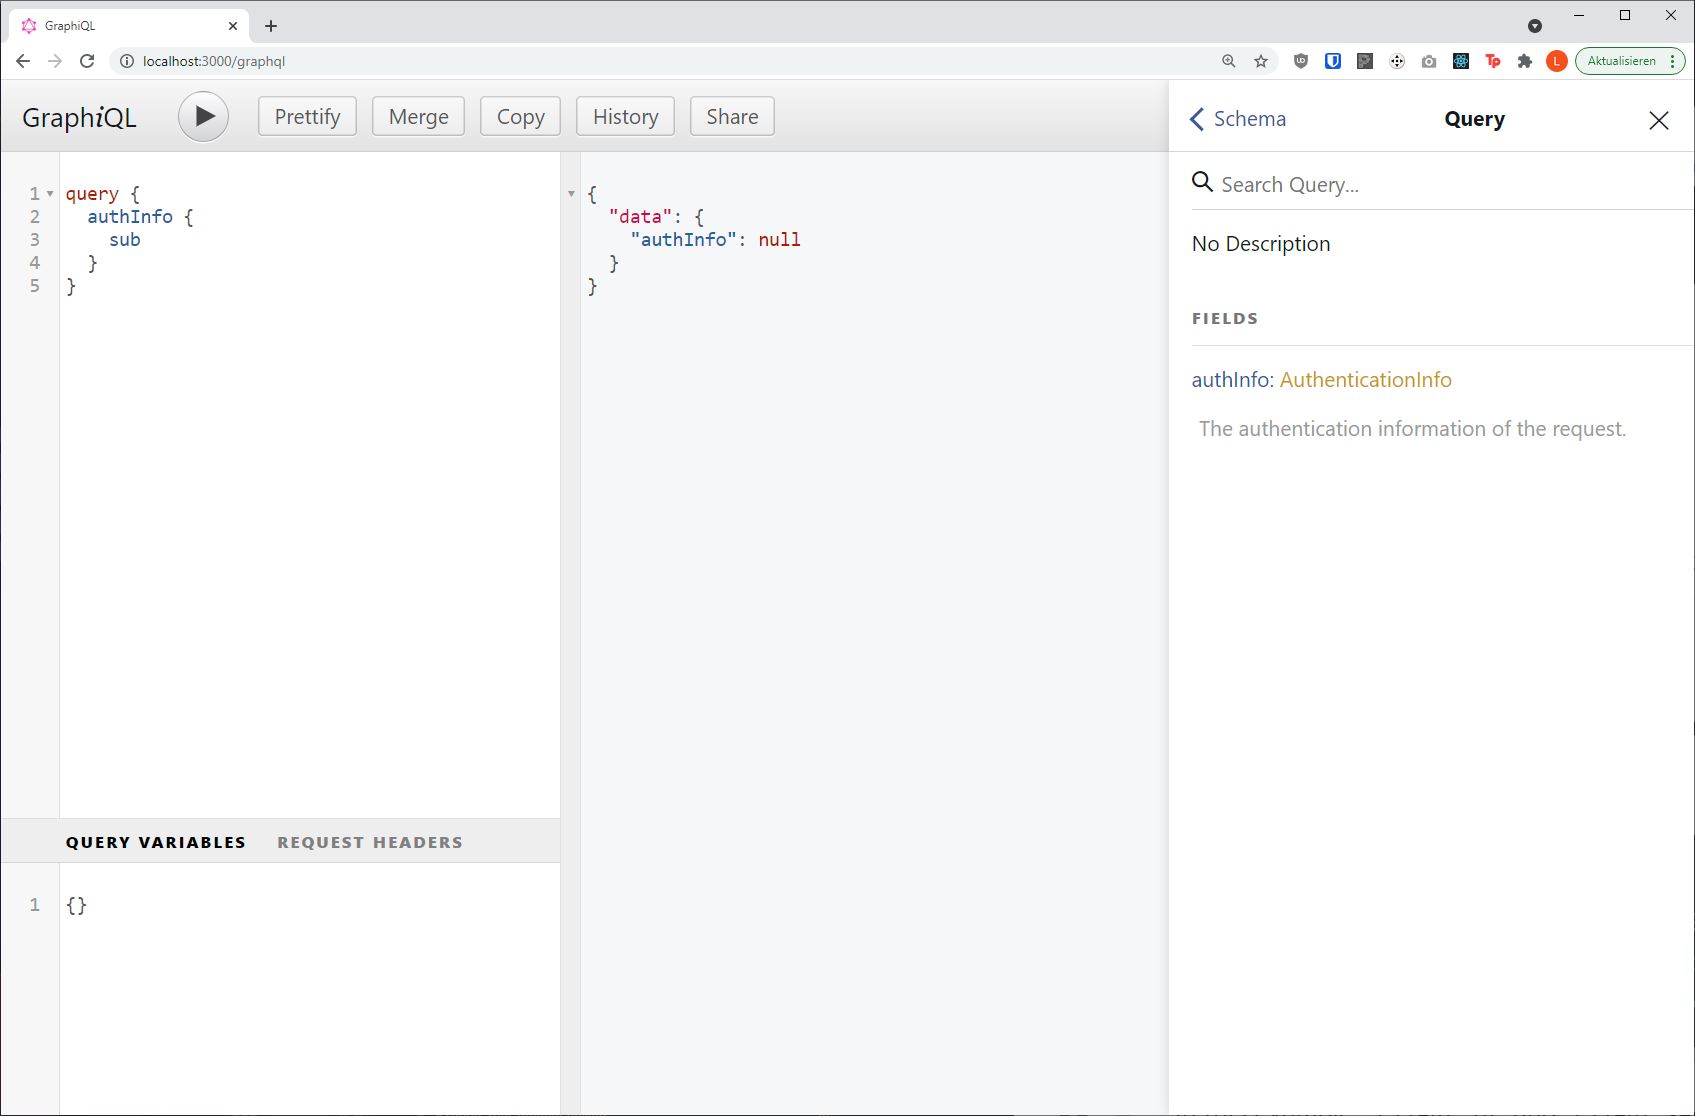 GraphiQL
localhost:3000/graphql
Tp
L
Aktualisieren
GraphiQL
Prettify
Merge
Copy
History
Share
Schema
Query
1 query {
2 authInfo {
3 sub
4 }
5 }
{
"data": {
"authInfo": null
}
}
Search Query...
No Description
FIELDS
authInfo: AuthenticationInfo
The authentication information of the request.
QUERY VARIABLES
REQUEST HEADERS
1 {}